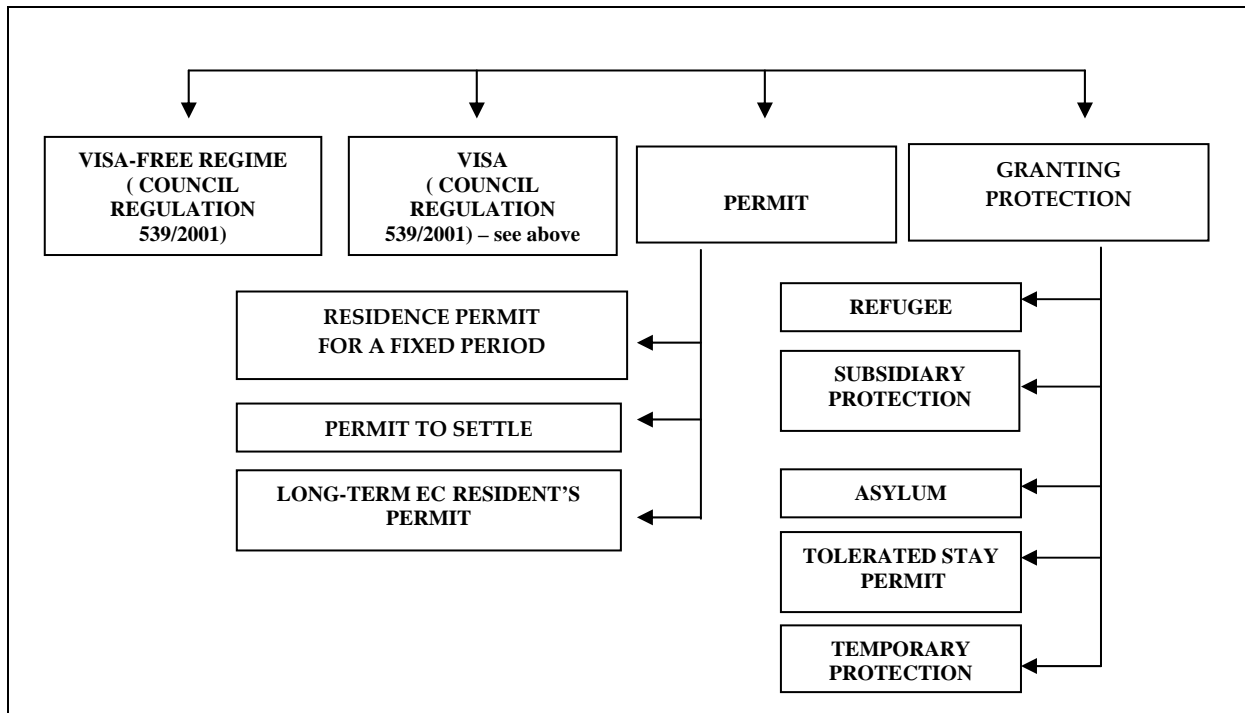 VISA-FREE REGIME
( COUNCIL
REGULATION
539/2001)
VISA
( COUNCIL
REGULATION
539/2001) – see above
PERMIT
GRANTING
PROTECTION
RESIDENCE PERMIT
FOR A FIXED PERIOD
PERMIT TO SETTLE
LONG-TERM EC RESIDENT’S
PERMIT
REFUGEE
SUBSIDIARY
PROTECTION
ASYLUM
TOLERATED STAY
PERMIT
TEMPORARY
PROTECTION